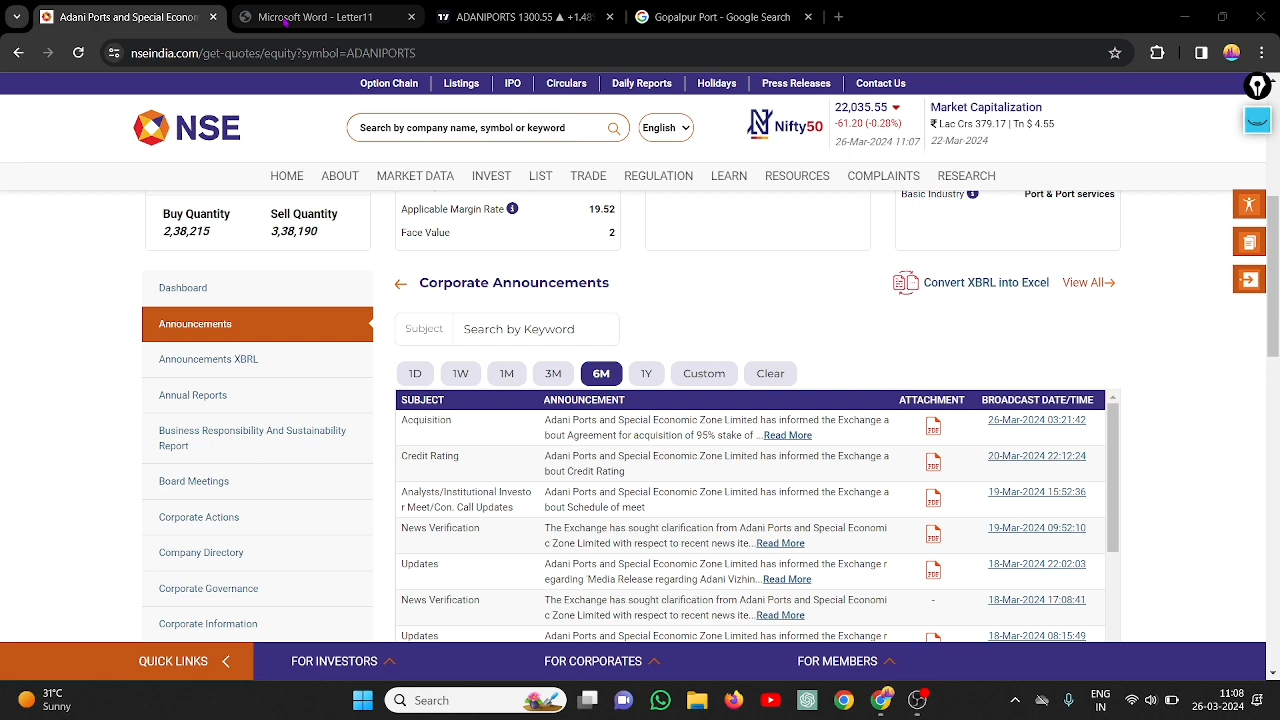 Adani Ports and Special Econom
Microsoft Word - Letter11
ADANIPORTS 1300.55 ▲ +1.48%
Gopalpur Port - Google Search
nseindia.com/get-quotes/equity?symbol=ADANIPORTS
Option Chain
Listings
IPO
Circulars
Daily Reports
Holidays
Press Releases
Contact Us
NSE
Search by company name, symbol or keyword
English
Nifty50
22,035.55
-61.20 (-0.28%)
26-Mar-2024 11:07
Market Capitalization
₹ Lac Crs 379.17 | Tn $ 4.55
22-Mar-2024
HOME ABOUT MARKET DATA INVEST LIST TRADE REGULATION LEARN RESOURCES COMPLAINTS RESEARCH
Buy Quantity Sell Quantity
2,38,215 3,38,190
Applicable Margin Rate 19.52
Face Value 2
Basic Industry Port & Port services
Dashboard
Announcements
Announcements XBRL
Annual Reports
Business Responsibility And Sustainability
Report
Board Meetings
Corporate Actions
Company Directory
Corporate Governance
Corporate Information
Corporate Announcements
Convert XBRL into Excel
View All
Subject Search by Keyword
1D 1W 1M 3M 6M 1Y Custom Clear
SUBJECT ANNOUNCEMENT ATTACHMENT BROADCAST DATE/TIME
Acquisition Adani Ports and Special Economic Zone Limited has informed the Exchange a PDF 26-Mar-2024 03:21:42
bout Agreement for acquisition of 95% stake of ...Read More
Credit Rating Adani Ports and Special Economic Zone Limited has informed the Exchange a PDF 20-Mar-2024 22:12:24
bout Credit Rating
Analysts/Institutional Investo Adani Ports and Special Economic Zone Limited has informed the Exchange a PDF 19-Mar-2024 15:52:36
r Meet/Con. Call Updates bout Schedule of meet
News Verification The Exchange has sought clarification from Adani Ports and Special Economi PDF 19-Mar-2024 09:52:10
c Zone Limited with respect to recent news ite...Read More
Updates Adani Ports and Special Economic Zone Limited has informed the Exchange r PDF 18-Mar-2024 22:02:03
egarding 'Media Release regarding Adani Vizhin...Read More
News Verification The Exchange has sought clarification from Adani Ports and Special Economi - 18-Mar-2024 17:08:41
c Zone Limited with respect to recent news ite...Read More
Updates Adani Ports and Special Economic Zone Limited has informed the Exchange r 18-Mar-2024 08:15:49
QUICK LINKS
FOR INVESTORS
FOR CORPORATES
FOR MEMBERS
31°C
Sunny
Search
ENG
IN
11:08
26-03-2024